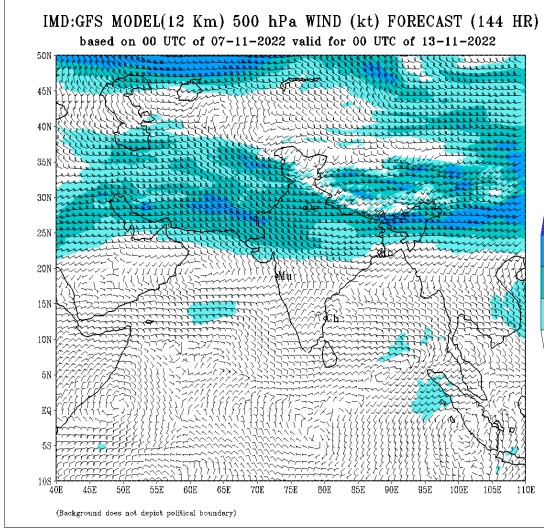 IMD:GFS MODEL(12 Km) 500 hPa WIND (kt) FORECAST (144 HR)
based on 00 UTC of 07-11-2022 valid for 00 UTC of 13-11-2022
50N
45N
40N
35N
30N
25N
20N
15N
10N
5N
EQ
5S
10S
Mu
Ch
40E 45E 50E 55E 60E 65E 70E 75E 80E 85E 90E 95E 100E 105E 110E
(Background does not depict political boundary)